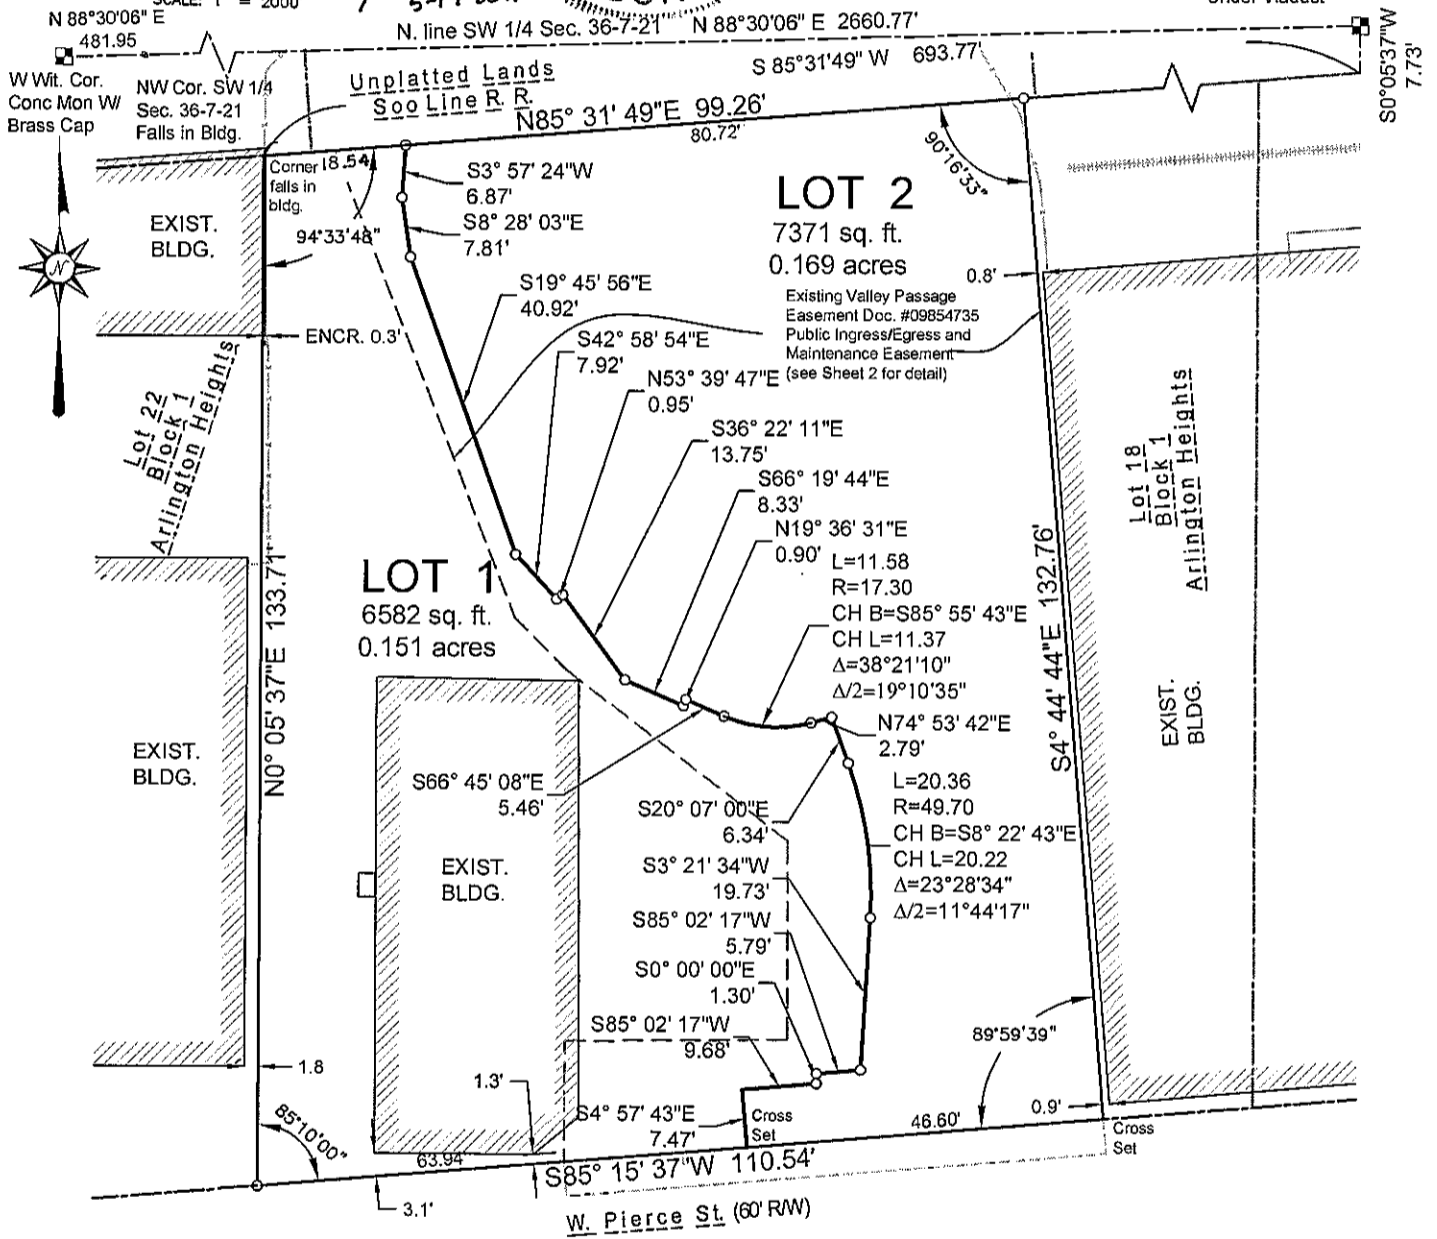 SCALE: 1" = 2000'
N 88°30'06" E
481.95
N. line SW 1/4 Sec. 36-7-21
N 88°30'06" E 2660.77'
S0°05'37"W
7.73'
W Wit. Cor.
Conc Mon W/
Brass Cap
NW Cor. SW 1/4
Sec. 36-7-21
Falls in Bldg.
Unplatted Lands
Soo Line R. R.
S 85°31'49" W 693.77'
N85° 31' 49"E 99.26'
80.72'
90°16'33"
Corner
falls in
bldg.
18.54
94°33'48"
S3° 57' 24"W
6.87'
S8° 28' 03"E
7.81'
LOT 2
7371 sq. ft.
0.169 acres
EXIST.
BLDG.
N
S19° 45' 56"E
40.92'
0.8'
Existing Valley Passage
Easement Doc. #09854735
Public Ingress/Egress and
Maintenance Easement
(see Sheet 2 for detail)
ENCR. 0.3'
S42° 58' 54"E
7.92'
N53° 39' 47"E
0.95'
Lot 22
Block 1
Arlington Heights
S36° 22' 11"E
13.75'
S66° 19' 44"E
8.33'
N19° 36' 31"E
0.90'
Lot 18
Block 1
Arlington Heights
L=11.58
R=17.30
CH B=S85° 55' 43"E
CH L=11.37
Δ=38°21'10"
Δ/2=19°10'35"
LOT 1
6582 sq. ft.
0.151 acres
N0° 05' 37"E 133.71'
S4° 44' 44"E 132.76'
N74° 53' 42"E
2.79'
EXIST.
BLDG.
EXIST.
BLDG.
S66° 45' 08"E
5.46'
S20° 07' 00"E
6.34'
L=20.36
R=49.70
CH B=S8° 22' 43"E
CH L=20.22
Δ=23°28'34"
Δ/2=11°44'17"
EXIST.
BLDG.
S3° 21' 34"W
19.73'
S85° 02' 17"W
5.79'
S0° 00' 00"E
1.30'
S85° 02' 17"W
9.68'
89°59'39"
1.8
1.3'
85°10'00"
S4° 57' 43"E
7.47'
Cross
Set
46.60'
0.9'
Cross
Set
63.94
S85° 15' 37"W 110.54'
3.1'
W. Pierce St. (60' R/W)